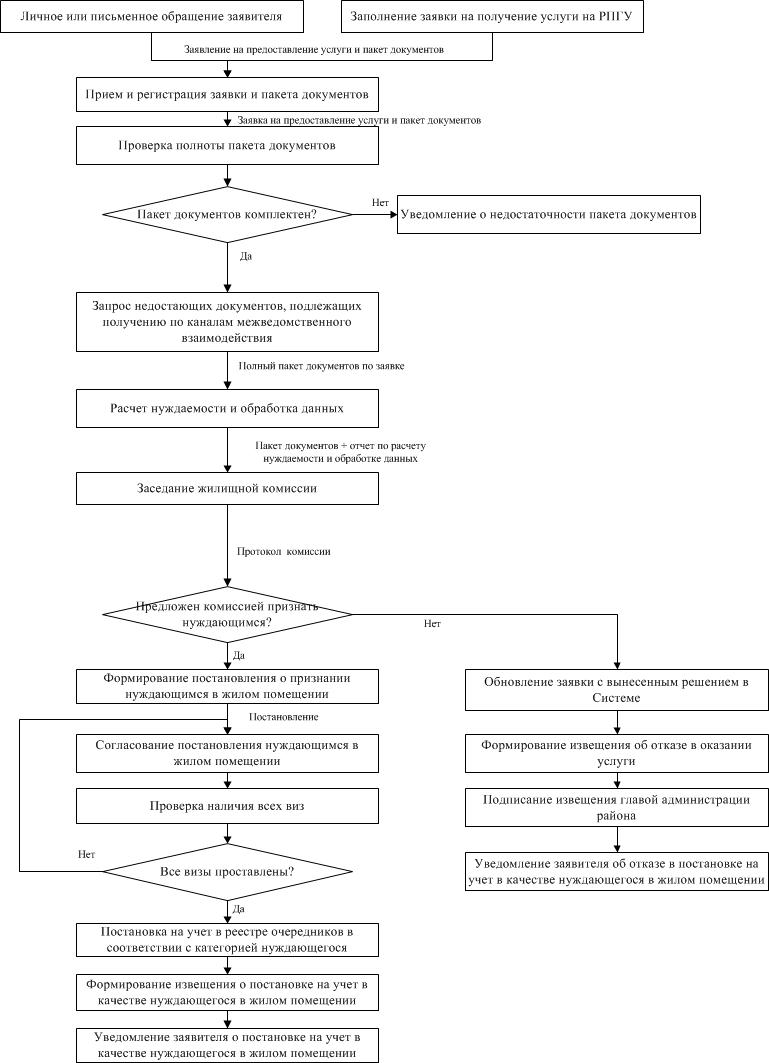 Личное или письменное обращение заявителя
Заполнение заявки на получение услуги на РПГУ
Заявление на предоставление услуги и пакет документов
Прием и регистрация заявки и пакета документов
Заявка на предоставление услуги и пакет документов
Проверка полноты пакета документов
Пакет документов комплектен?
Нет
Уведомление о недостаточности пакета документов
Да
Запрос недостающих документов, подлежащих
получению по каналам межведомственного
взаимодействия
Полный пакет документов по заявке
Расчет нуждаемости и обработка данных
Пакет документов + отчет по расчету
нуждаемости и обработке данных
Заседание жилищной комиссии
Протокол комиссии
Предложен комиссией признать
нуждающимся?
Нет
Да
Формирование постановления о признании
нуждающимся в жилом помещении
Обновление заявки с вынесенным решением в
Системе
Постановление
Согласование постановления нуждающимся в
жилом помещении
Формирование извещения об отказе в оказании
услуги
Проверка наличия всех виз
Подписание извещения главой администрации
района
Нет
Все визы проставлены?
Уведомление заявителя об отказе в постановке на
учет в качестве нуждающегося в жилом помещении
Да
Постановка на учет в реестре очередников в
соответствии с категорией нуждающегося
Формирование извещения о постановке на учет в
качестве нуждающегося в жилом помещении
Уведомление заявителя о постановке на учет в
качестве нуждающегося в жилом помещении